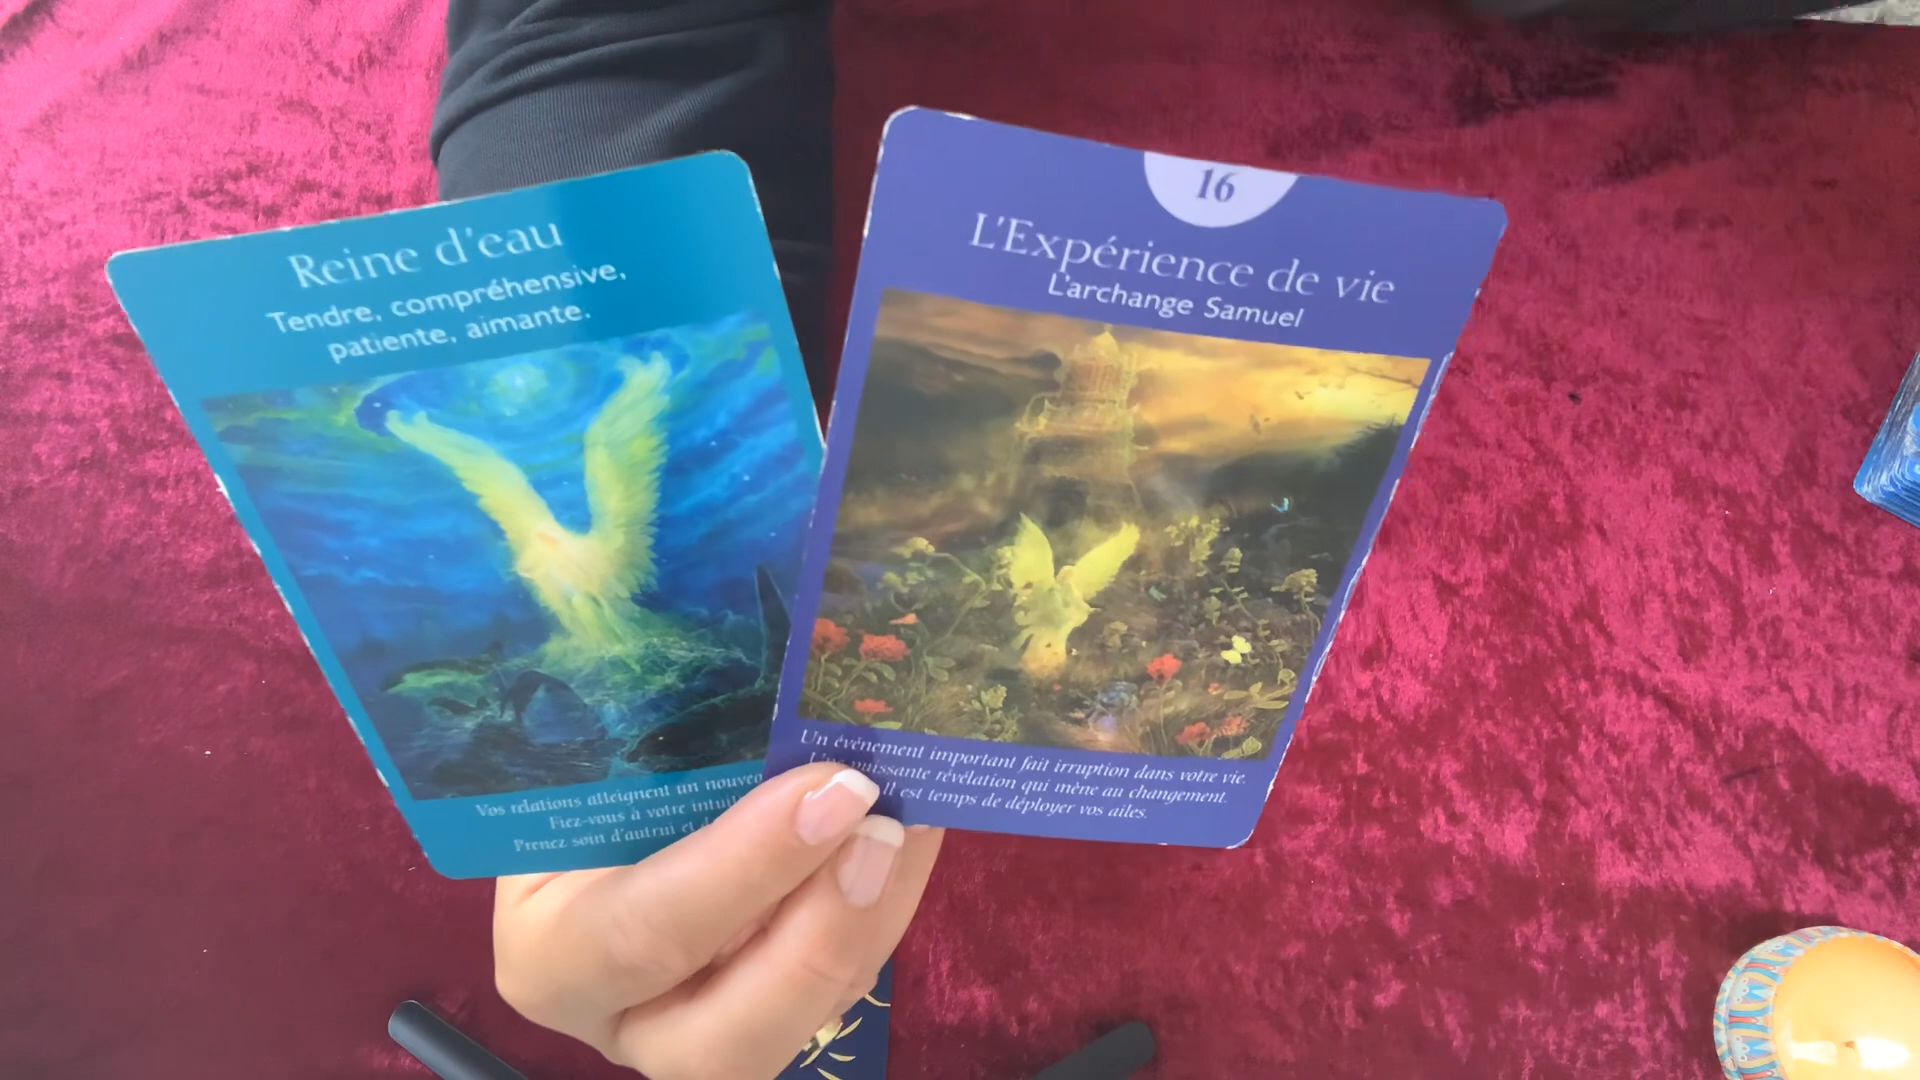 Reine d'eau
Tendre, compréhensive,
patiente, aimante.
Vos relations atteignent un
Fiez-vous à votre
Prenez soin d'autrui et
16
L'Expérience de vie
L'archange Samuel
Un événement important fait irruption dans votre vie.
Une puissante révélation qui mène au changement.
Il est temps de déployer vos ailes.